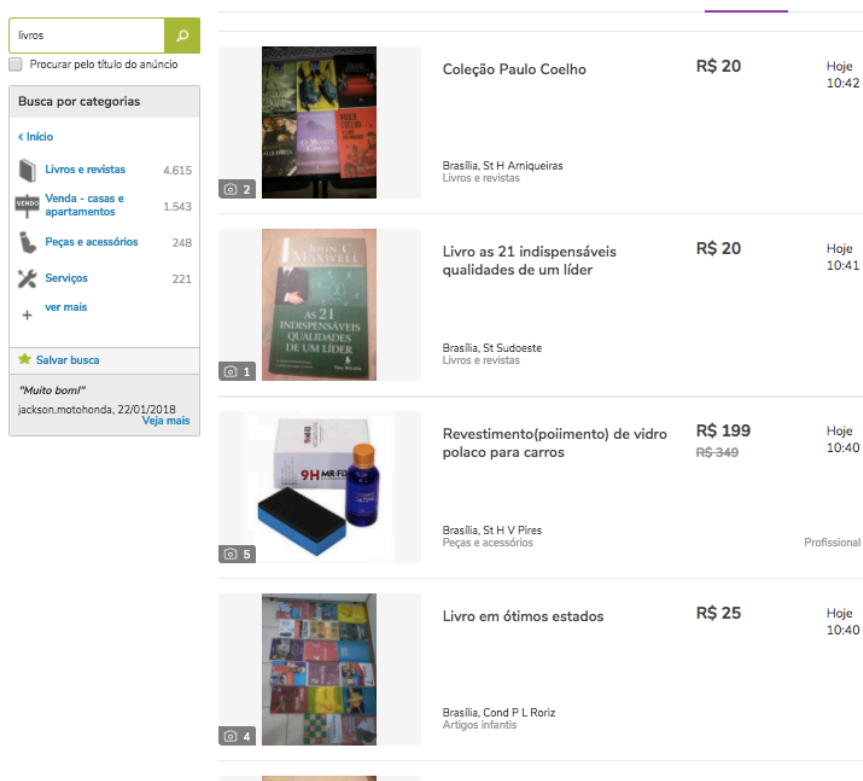 livros
Procurar pelo título do anúncio
Busca por categorias
‹ Início
Livros e revistas 4.615
VENDO
Venda - casas e
apartamentos 1.543
Peças e acessórios 248
Serviços 221
+ ver mais
Salvar busca
"Muito bom!"
jackson.motohonda, 22/01/2018
Veja mais
Coleção Paulo Coelho R$ 20 Hoje
10:42
Brasília, St H Arniqueiras
Livros e revistas
2
Livro as 21 indispensáveis R$ 20 Hoje
qualidades de um líder 10:41
JOHN C.
MAXWELL
AS 21
INDISPENSÁVEIS
QUALIDADES
DE UM LÍDER
Brasília, St Sudoeste
Livros e revistas
1
Revestimento(poiimento) de vidro R$ 199 Hoje
polaco para carros R$ 349 10:40
9H MR FIX
Brasília, St H V Pires
Peças e acessórios Profissional
5
Livro em ótimos estados R$ 25 Hoje
10:40
Brasília, Cond P L Roriz
Artigos infantis
4